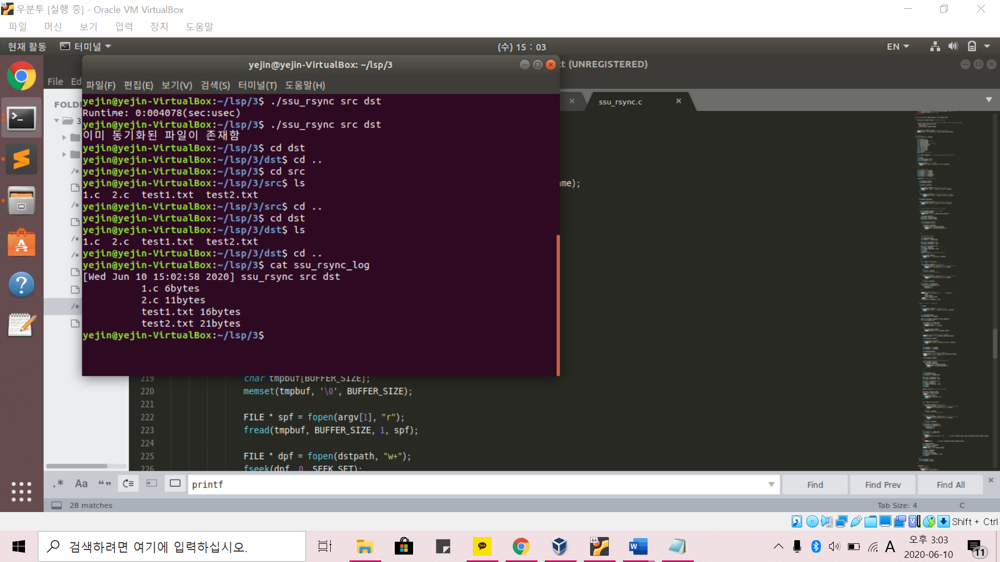 우분투 [실행 중] - Oracle VM VirtualBox
파일 머신 보기 입력 장치 도움말
현재 활동 터미널 (수) 15 : 03 EN
yejin@yejin-VirtualBox: ~/lsp/3
t (UNREGISTERED)
File Ed
파일(F) 편집(E) 보기(V) 검색(S) 터미널(T) 도움말(H)
FOLD
3
ssu_rsync.c
yejin@yejin-VirtualBox:~/lsp/3$ ./ssu_rsync src dst
Runtime: 0:004078(sec:usec)
yejin@yejin-VirtualBox:~/lsp/3$ ./ssu_rsync src dst
이미 동기화된 파일이 존재함
yejin@yejin-VirtualBox:~/lsp/3$ cd dst
yejin@yejin-VirtualBox:~/lsp/3/dst$ cd ..
yejin@yejin-VirtualBox:~/lsp/3$ cd src
yejin@yejin-VirtualBox:~/lsp/3/src$ ls
1.c 2.c test1.txt test2.txt
yejin@yejin-VirtualBox:~/lsp/3/src$ cd ..
yejin@yejin-VirtualBox:~/lsp/3$ cd dst
yejin@yejin-VirtualBox:~/lsp/3/dst$ ls
1.c 2.c test1.txt test2.txt
yejin@yejin-VirtualBox:~/lsp/3/dst$ cd ..
yejin@yejin-VirtualBox:~/lsp/3$ cat ssu_rsync_log
[Wed Jun 10 15:02:58 2020] ssu_rsync src dst
1.c 6bytes
2.c 11bytes
test1.txt 16bytes
test2.txt 21bytes
yejin@yejin-VirtualBox:~/lsp/3$
me);
219 char tmpbuf[BUFFER_SIZE];
220 memset(tmpbuf, '\0', BUFFER_SIZE);
221
222 FILE * spf = fopen(argv[1], "r");
223 fread(tmpbuf, BUFFER_SIZE, 1, spf);
224
225 FILE * dpf = fopen(dstpath, "w+");
226 fseek(dpf, 0, SEEK_SET);
.* Aa “” printf Find Find Prev Find All
28 matches Tab Size: 4 C
Shift + Ctrl
검색하려면 여기에 입력하십시오.
TALK
64
W
A
오후 3:03
2020-06-10
11